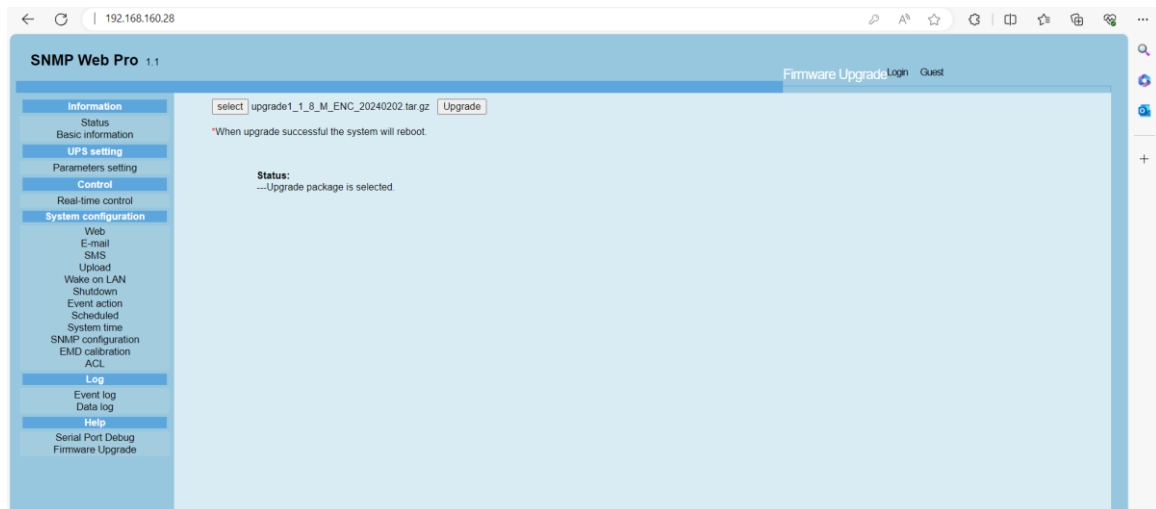 192.168.160.28
SNMP Web Pro 1.1
Firmware Upgrade Login Guest
Information
Status
Basic information
UPS setting
Parameters setting
Control
Real-time control
System configuration
Web
E-mail
SMS
Upload
Wake on LAN
Shutdown
Event action
Scheduled
System time
SNMP configuration
EMD calibration
ACL
Log
Event log
Data log
Help
Serial Port Debug
Firmware Upgrade
select upgrade1_1_8_M_ENC_20240202.tar.gz Upgrade
*When upgrade successful the system will reboot.
Status:
---Upgrade package is selected.